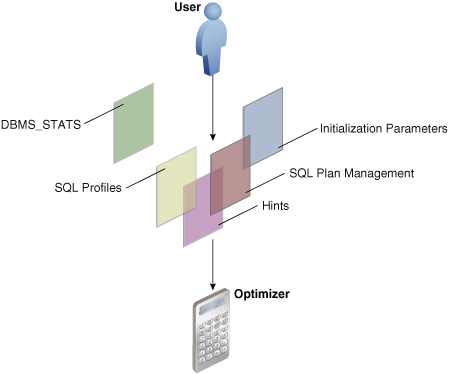 User
DBMS_STATS
Initialization Parameters
SQL Profiles
SQL Plan Management
Hints
Optimizer